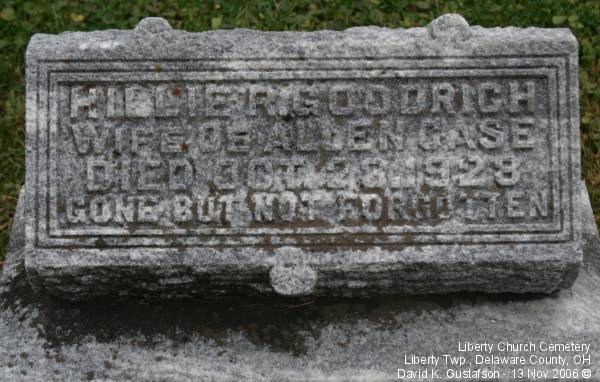 HILLIE R. GOODRICH
WIFE OF ALLEN CASE
DIED OCT. 23. 1928
GONE BUT NOT FORGOTTEN
Liberty Church Cemetery
Liberty Twp., Delaware County, OH
David K. Gustafson - 13 Nov 2006 ©